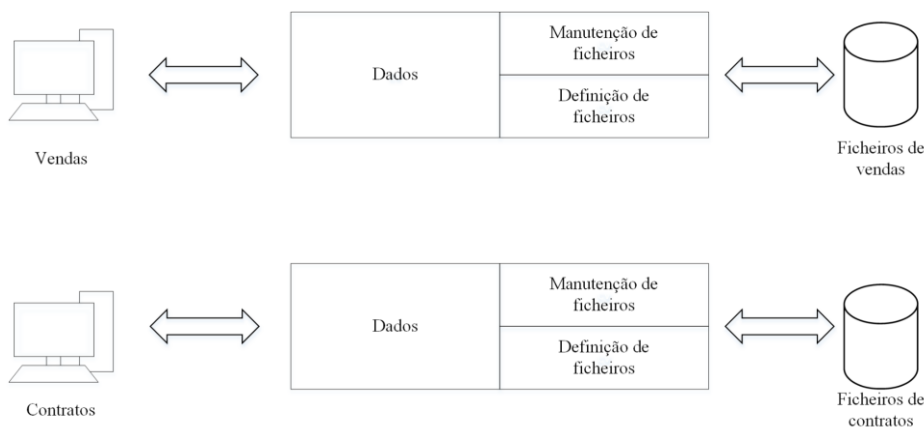 Dados
Manutenção de
ficheiros
Definição de
ficheiros
Vendas
Ficheiros de
vendas
Dados
Manutenção de
ficheiros
Definição de
ficheiros
Contratos
Ficheiros de
contratos